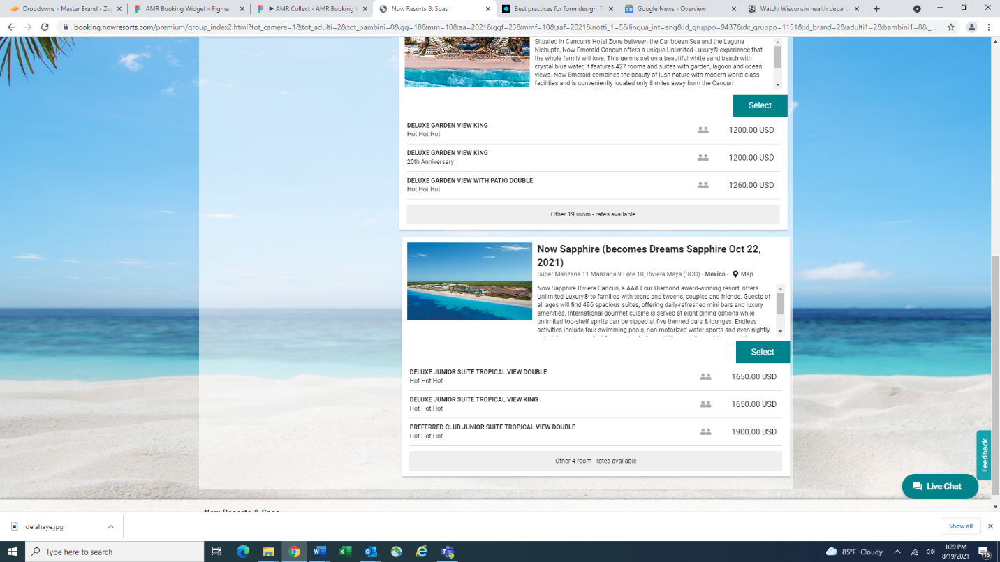 Dropdowns - Master Brand - Zep
AMR Booking Widget – Figma
AMR Collect - AMR Booking W
Now Resorts & Spas
Best practices for form design. T
Google News - Overview
Watch: Wisconsin health depart
booking.nowresorts.com/premium/group_index2.html?tot_camere=1&tot_adulti=2&tot_bambini=0&gg=18&mm=10&aa=2021&ggf=23&mmf=10&aaf=2021&notti_1=5&lingua_int=eng&id_gruppo=9437&dc_gruppo=1151&id_brand=2&adulti1=2&bambini1=0&_...
Situated in Cancun's Hotel Zone between the Caribbean Sea and the Laguna
Nichupte, Now Emerald Cancun offers a unique Unlimited-Luxury® experience that
the whole family will love. This gem is set on a beautiful white sand beach with
crystal blue water, it features 427 rooms and suites with garden, lagoon and ocean
views. Now Emerald combines the beauty of lush nature with modern world-class
facilities and is conveniently located only 8 miles away from the Cancun
Select
DELUXE GARDEN VIEW KING
Hot Hot Hot
1200.00 USD
DELUXE GARDEN VIEW KING
20th Anniversary
1200.00 USD
DELUXE GARDEN VIEW WITH PATIO DOUBLE
Hot Hot Hot
1260.00 USD
Other 19 room - rates available
Now Sapphire (becomes Dreams Sapphire Oct 22,
2021)
Super Manzana 11 Manzana 9 Lote 10, Riviera Maya (ROO) - Mexico - Map
Now Sapphire Riviera Cancun, a AAA Four Diamond award-winning resort, offers
Unlimited-Luxury® to families with teens and tweens, couples and friends. Guests of
all ages will find 496 spacious suites, offering daily-refreshed mini bars and luxury
amenities. International gourmet cuisine is served at eight dining options while
unlimited top-shelf spirits can be sipped at five themed bars & lounges. Endless
activities include four swimming pools, non-motorized water sports and even nightly
Select
DELUXE JUNIOR SUITE TROPICAL VIEW DOUBLE
Hot Hot Hot
1650.00 USD
DELUXE JUNIOR SUITE TROPICAL VIEW KING
Hot Hot Hot
1650.00 USD
PREFERRED CLUB JUNIOR SUITE TROPICAL VIEW DOUBLE
Hot Hot Hot
1900.00 USD
Other 4 room - rates available
Feedback
Live Chat
Now Resorts & Spas
delahaye.jpg
Show all
Type here to search
85°F Cloudy
1:29 PM
8/19/2021
16